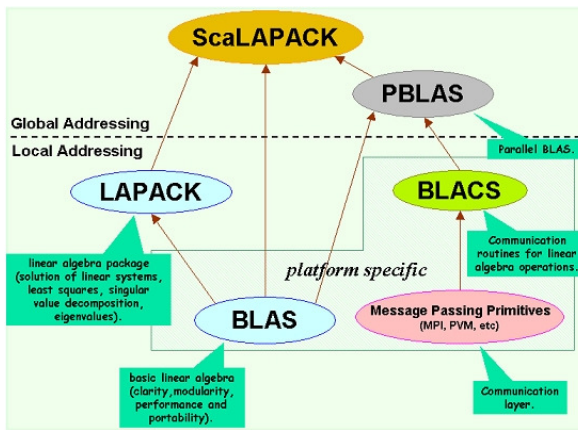 ScaLAPACK
PBLAS
Global Addressing
Local Addressing
Parallel BLAS.
LAPACK
BLACS
linear algebra package
(solution of linear systems,
least squares, singular
value decomposition,
eigenvalues).
Communication
routines for linear
algebra operations.
platform specific
BLAS
Message Passing Primitives
(MPI, PVM, etc)
basic linear algebra
(clarity,modularity,
performance and
portability).
Communication
layer.